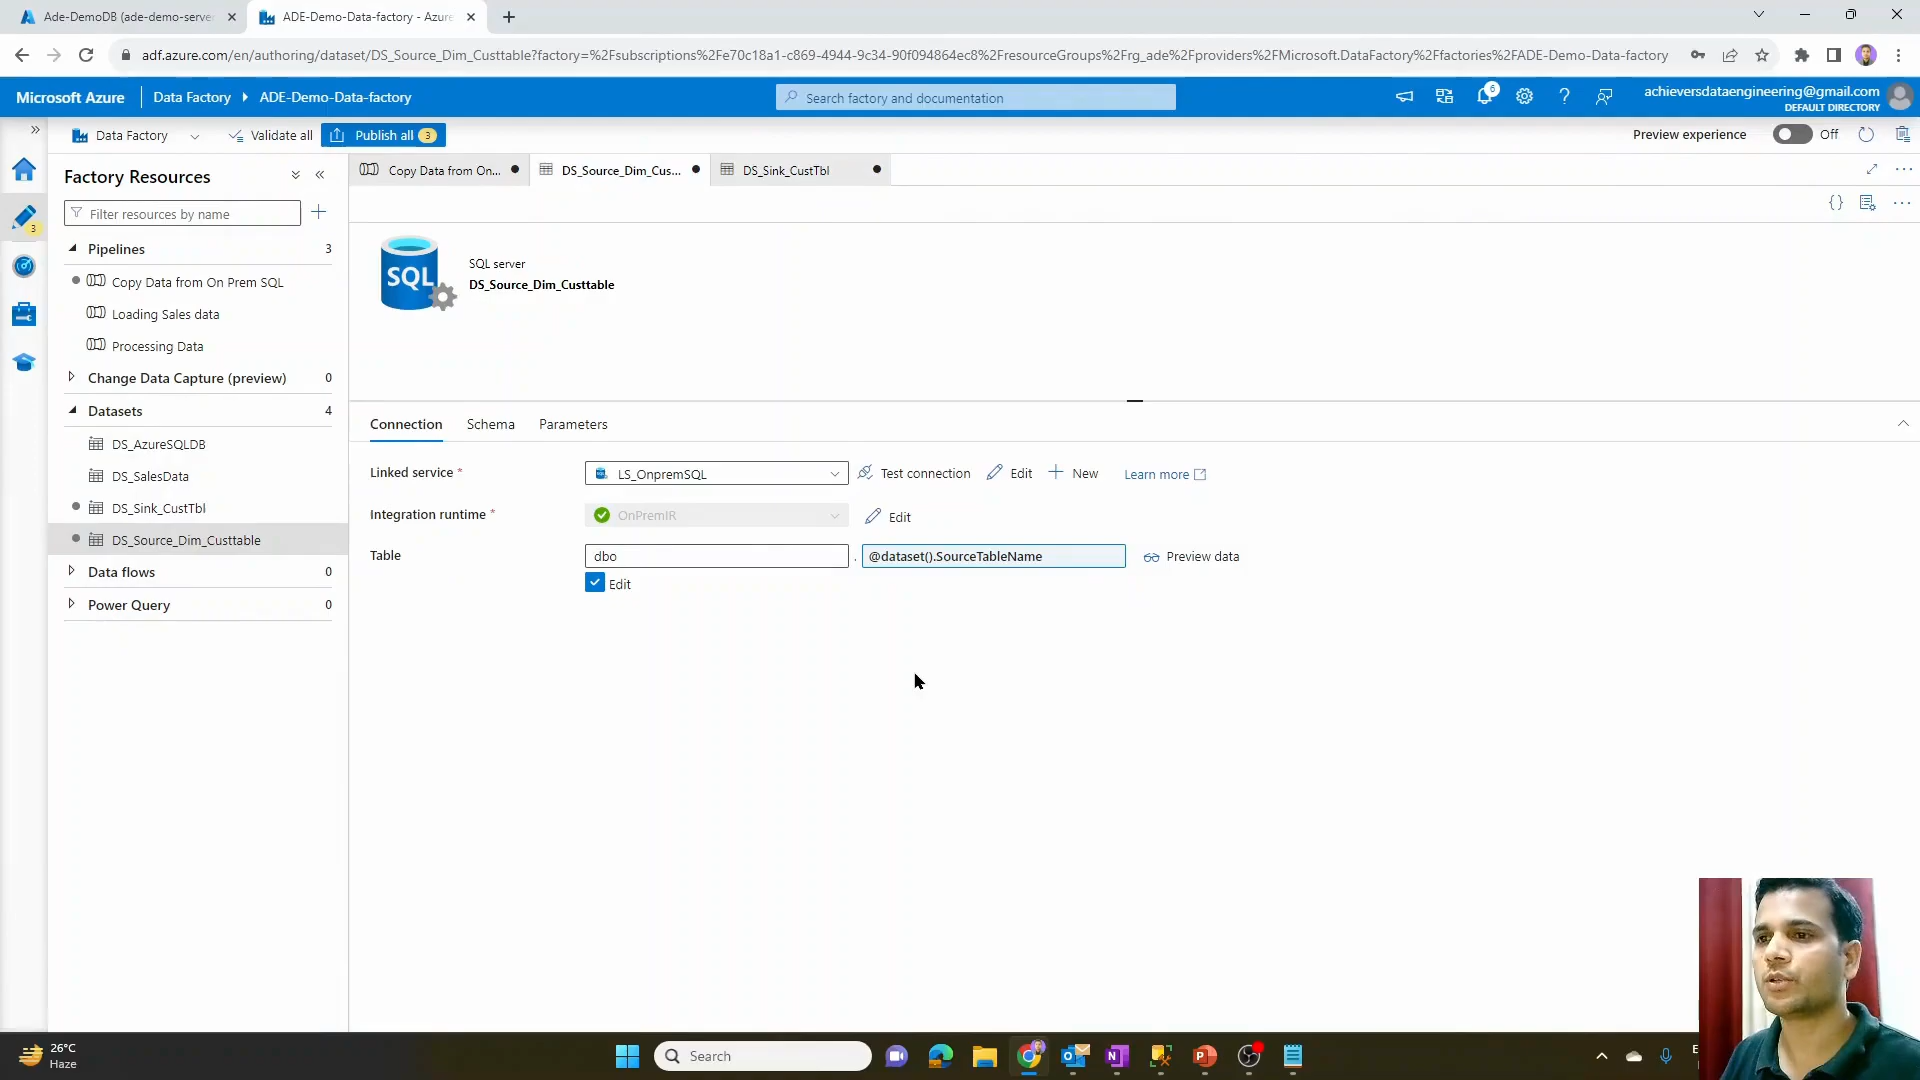 Ade-DemoDB (ade-demo-server
ADE-Demo-Data-factory - Azure
adf.azure.com/en/authoring/dataset/DS_Source_Dim_Custtable?factory=%2Fsubscriptions%2Fe70c18a1-c869-4944-9c34-90f094864ec8%2FresourceGroups%2Frg_ade%2Fproviders%2FMicrosoft.DataFactory%2Ffactories%2FADE-Demo-Data-factory
Microsoft Azure
Data Factory
ADE-Demo-Data-factory
Search factory and documentation
6
achieversdataengineering@gmail.com
DEFAULT DIRECTORY
Data Factory
Validate all
Publish all 3
Preview experience
Off
Factory Resources
Copy Data from On...
DS_Source_Dim_Cus...
DS_Sink_CustTbl
3
Filter resources by name
Pipelines 3
Copy Data from On Prem SQL
Loading Sales data
Processing Data
Change Data Capture (preview) 0
Datasets 4
DS_AzureSQLDB
DS_SalesData
DS_Sink_CustTbl
DS_Source_Dim_Custtable
Data flows 0
Power Query 0
SQL
SQL server
DS_Source_Dim_Custtable
Connection Schema Parameters
Linked service *
LS_OnpremSQL
Test connection
Edit
New
Learn more
Integration runtime *
OnPremIR
Edit
Table
dbo . @dataset().SourceTableName
Preview data
Edit
26°C
Haze
Search